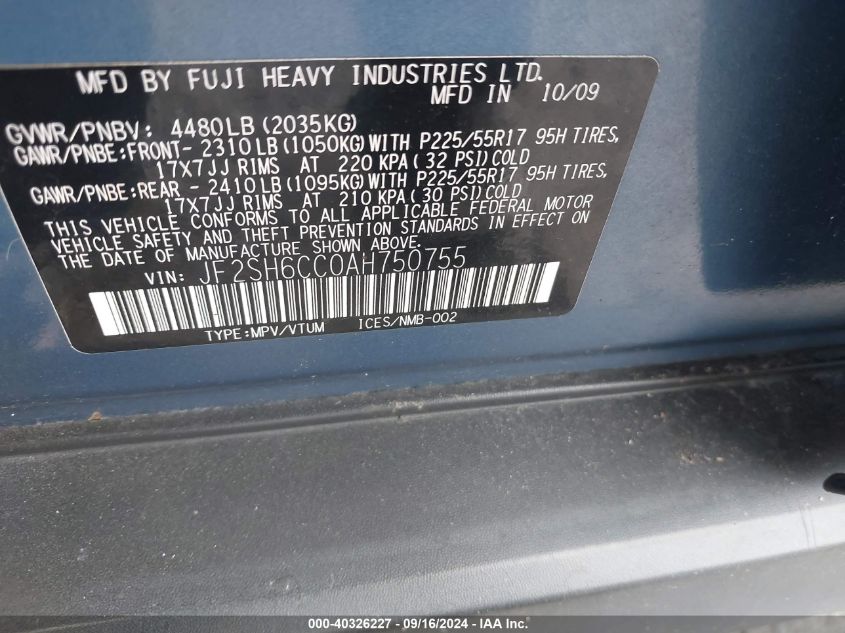 MFD BY FUJI HEAVY INDUSTRIES LTD.
MFD IN 10/09
GVWR/PNBV: 4480LB (2035KG)
GAWR/PNBE:FRONT- 2310LB (1050KG) WITH P225/55R17 95H TIRES,
17X7JJ RIMS AT 220 KPA (32 PSI) COLD
GAWR/PNBE:REAR - 2410LB (1095KG) WITH P225/55R17 95H TIRES,
17X7JJ RIMS AT 210 KPA (30 PSI) COLD
THIS VEHICLE CONFORMS TO ALL APPLICABLE FEDERAL MOTOR
VEHICLE SAFETY AND THEFT PREVENTION STANDARDS IN EFFECT ON
THE DATE OF MANUFACTURE SHOWN ABOVE.
VIN: JF2SH6CC0AH750755
TYPE:MPV/VTUM ICES/NMB-002
000-40326227 - 09/16/2024 - IMPACT AUTO AUCTIONS INC.